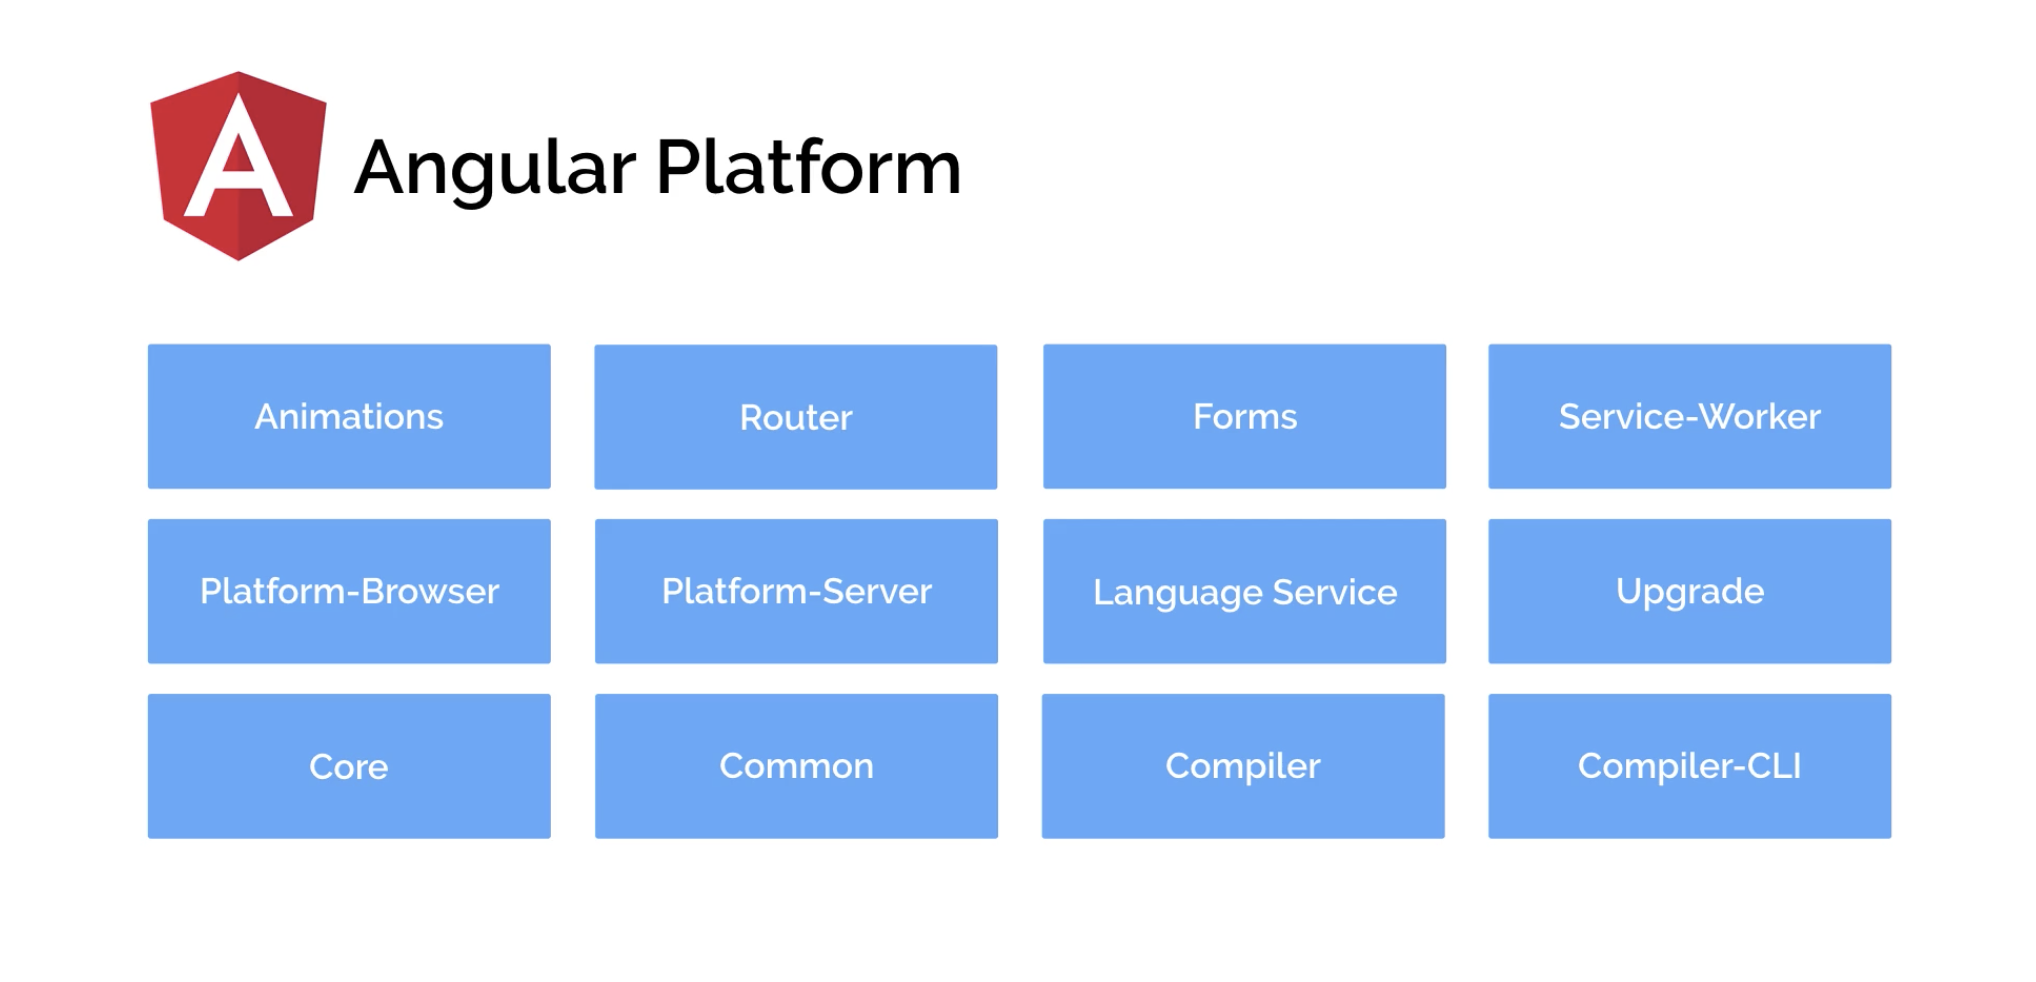 A
Angular Platform
Animations
Router
Forms
Service-Worker
Platform-Browser
Platform-Server
Language Service
Upgrade
Core
Common
Compiler
Compiler-CLI